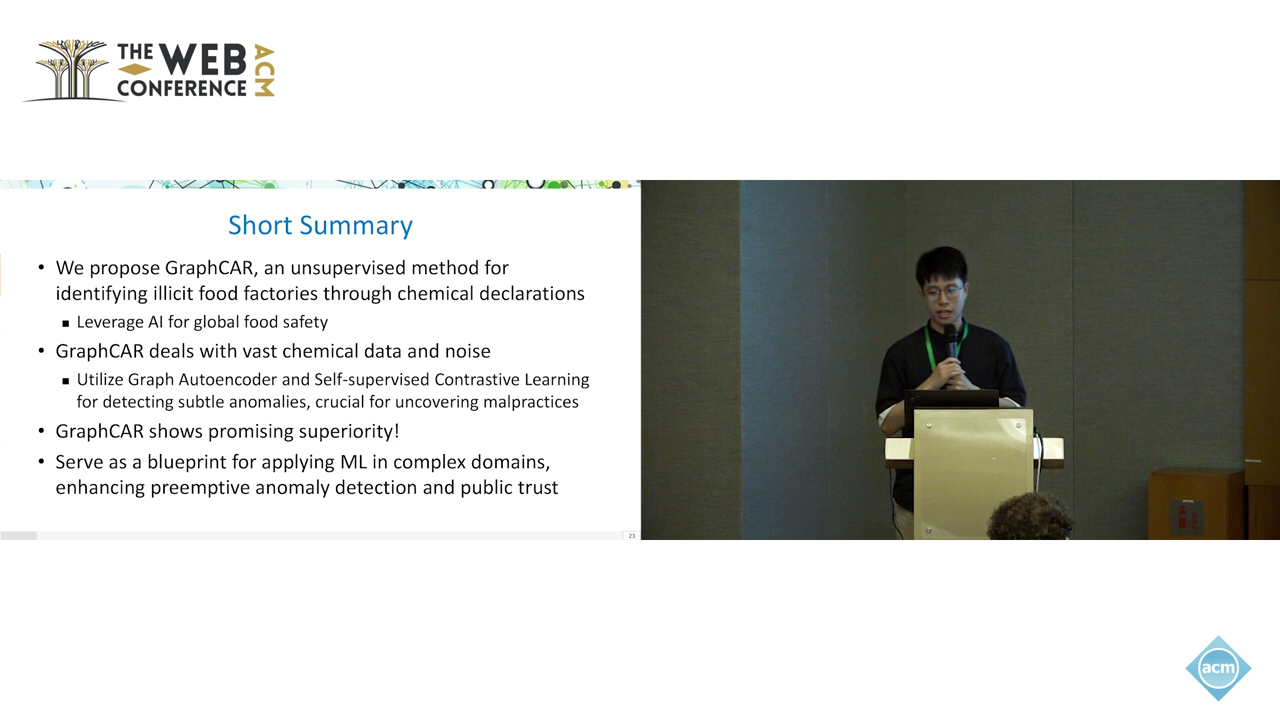 THE WEB
CONFERENCE
ACM
Short Summary
• We propose GraphCAR, an unsupervised method for
identifying illicit food factories through chemical declarations
▪ Leverage AI for global food safety
• GraphCAR deals with vast chemical data and noise
▪ Utilize Graph Autoencoder and Self-supervised Contrastive Learning
for detecting subtle anomalies, crucial for uncovering malpractices
• GraphCAR shows promising superiority!
• Serve as a blueprint for applying ML in complex domains,
enhancing preemptive anomaly detection and public trust
23
acm